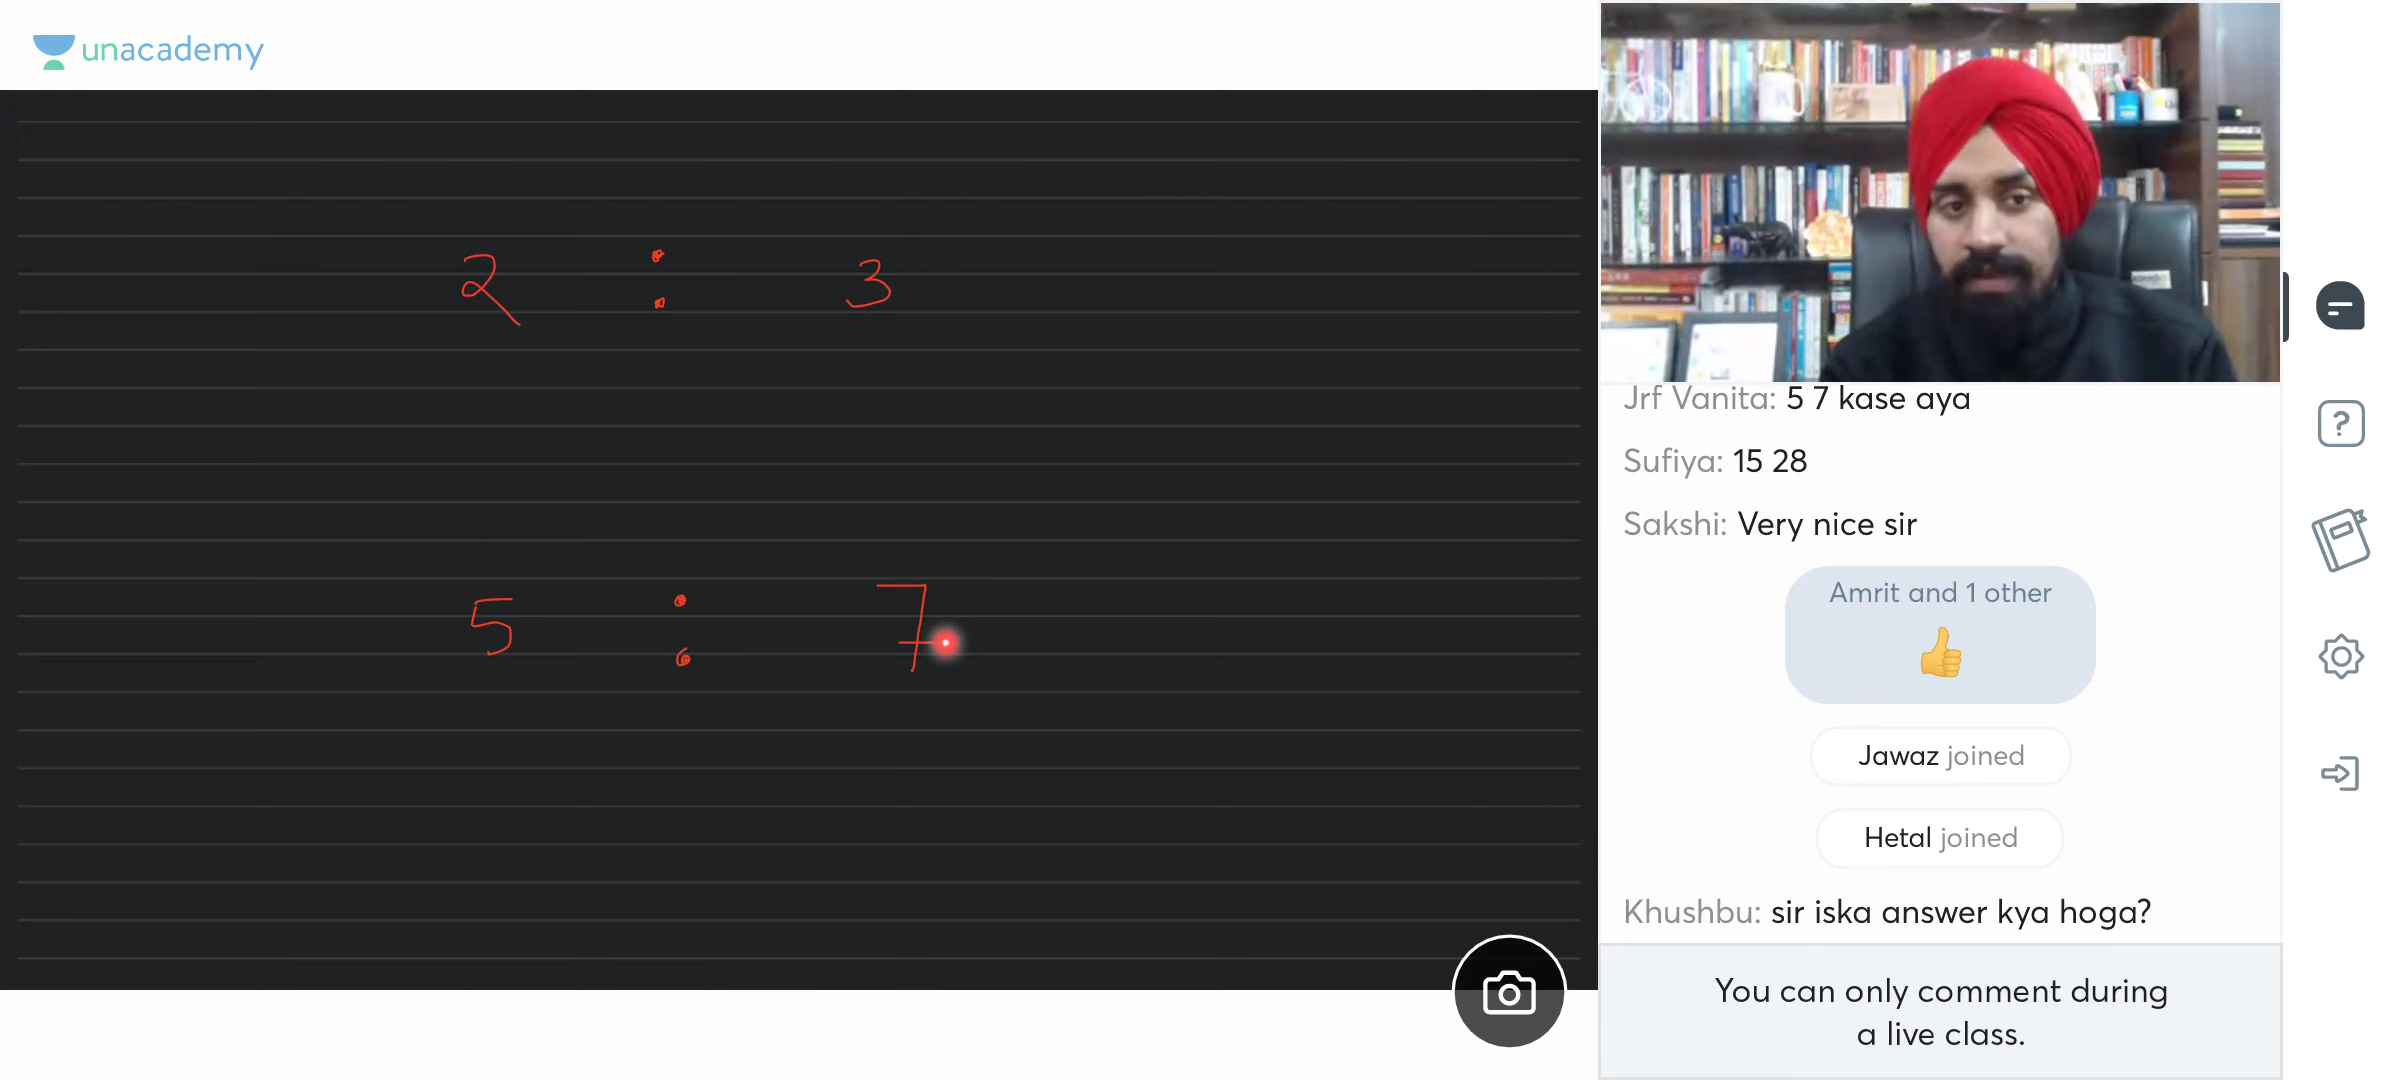 unacademy
2 : 3
5 : 7
Jrf Vanita: 5 7 kase aya
Sufiya: 15 28
Sakshi: Very nice sir
Amrit and 1 other
Jawaz joined
Hetal joined
Khushbu: sir iska answer kya hoga?
You can only comment during
a live class.
?